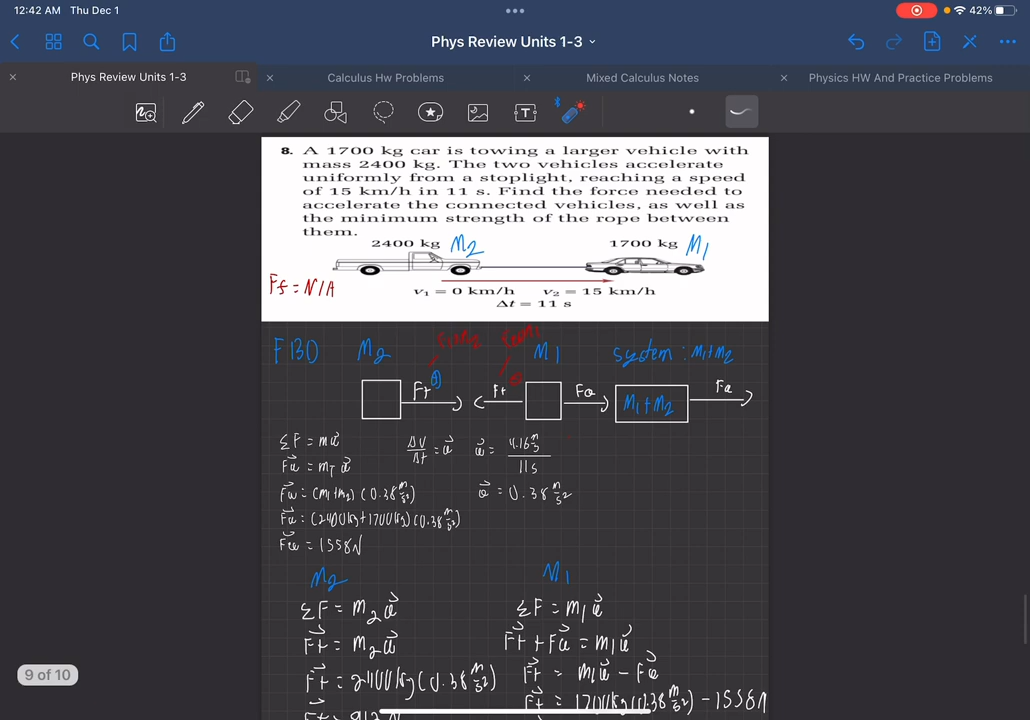 12:42 AM Thu Dec 1
42%
Phys Review Units 1-3
Phys Review Units 1-3
Calculus Hw Problems
Mixed Calculus Notes
Physics HW And Practice Problems
8. A 1700 kg car is towing a larger vehicle with
mass 2400 kg. The two vehicles accelerate
uniformly from a stoplight, reaching a speed
of 15 km/h in 11 s. Find the force needed to
accelerate the connected vehicles, as well as
the minimum strength of the rope between
them.
2400 kg M2 1700 kg M1
Ff = N/A
v1 = 0 km/h v2 = 15 km/h
Δt = 11 s
FBD M2 M1 system: M1+M2
Ft Ft Fa M1+M2 Fa
ΣF = ma
Δv/Δt = a a = 4.16 m/s / 11s
Fa = mT a
Fa = (m1+m2)(0.38 m/s²) a = 0.38 m/s²
Fa = (2400kg+1700kg)(0.38 m/s²)
Fa = 1558N
M2 M1
ΣF = m2a ΣF = m1a
Ft = m2a Ft + Fa = m1a
Ft = 2400kg(0.38 m/s²) Ft = m1a - Fa
Ft = 1700kg(0.38 m/s²) - 1558N
9 of 10